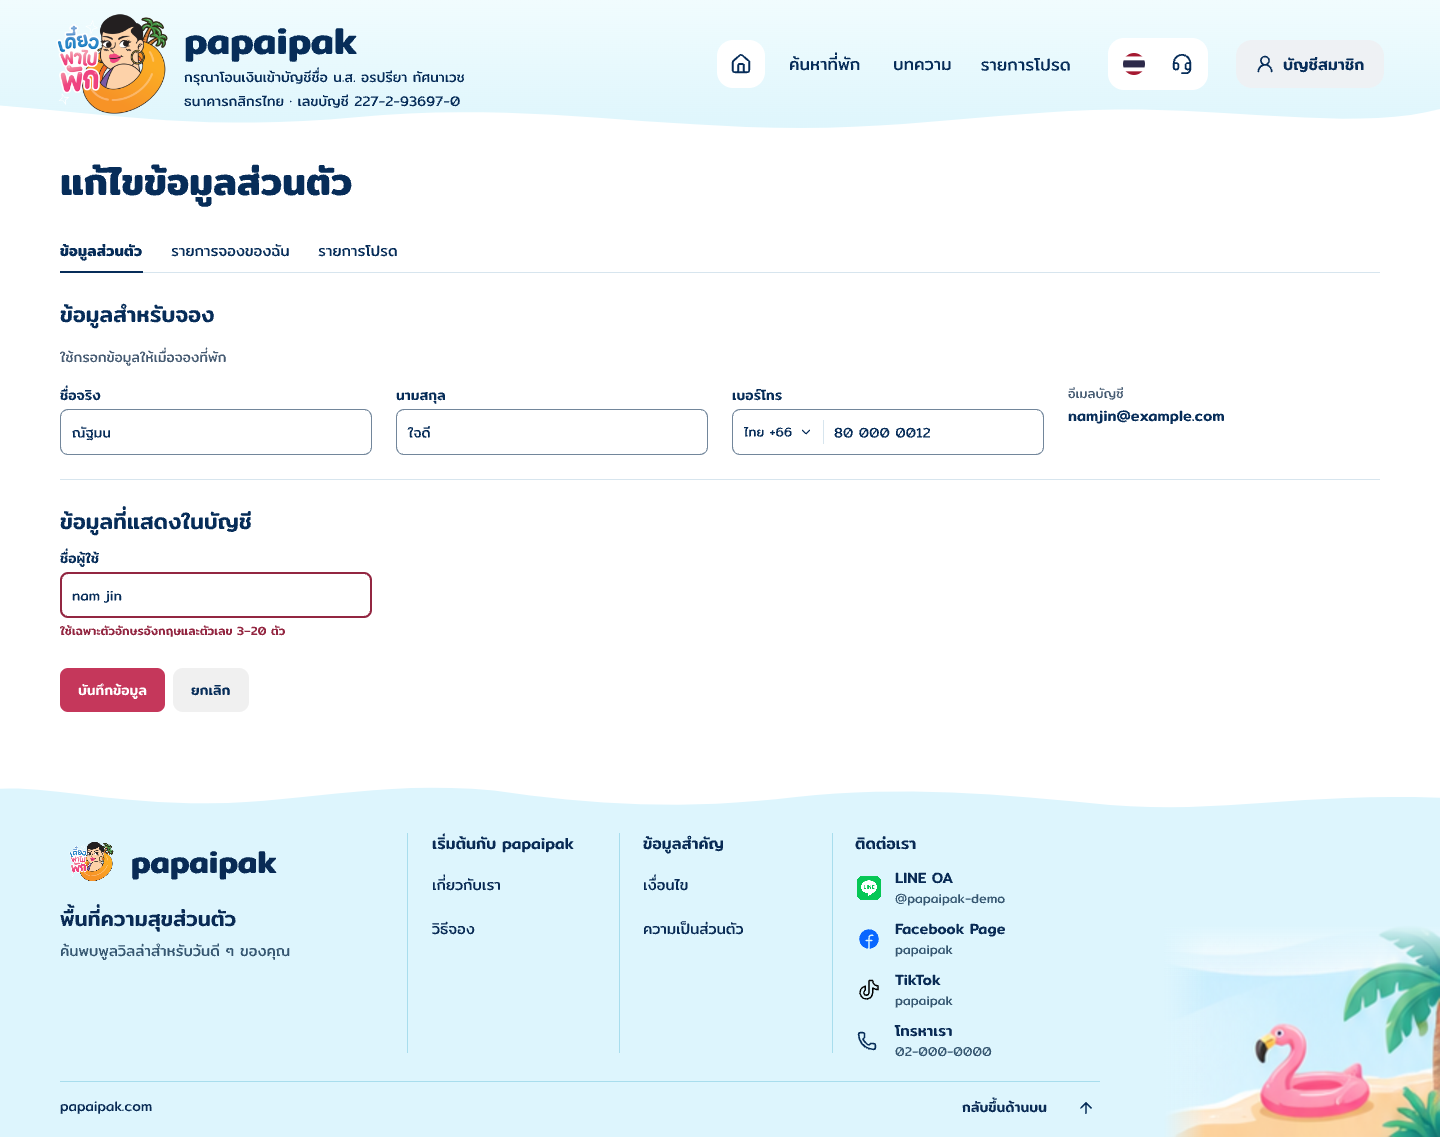 เดี๋ยว
พาไป
พัก
papaipak
กรุณาโอนเงินเข้าบัญชีชื่อ น.ส. อรปรียา ทัศนาเวช
ธนาคารกสิกรไทย · เลขบัญชี 227-2-93697-0
ค้นหาที่พัก
บทความ
รายการโปรด
บัญชีสมาชิก
แก้ไขข้อมูลส่วนตัว
ข้อมูลส่วนตัว
รายการจองของฉัน
รายการโปรด
ข้อมูลสำหรับจอง
ใช้กรอกข้อมูลให้เมื่อจองที่พัก
ชื่อจริง
ณัฐมน
นามสกุล
ใจดี
เบอร์โทร
ไทย +66
80 000 0012
อีเมลบัญชี
namjin@example.com
ข้อมูลที่แสดงในบัญชี
ชื่อผู้ใช้
nam jin
ใช้เฉพาะตัวอักษรอังกฤษและตัวเลข 3–20 ตัว
บันทึกข้อมูล
ยกเลิก
เดี๋ยว
พาไป
พัก
papaipak
พื้นที่ความสุขส่วนตัว
ค้นพบพูลวิลล่าสำหรับวันดี ๆ ของคุณ
เริ่มต้นกับ papaipak
เกี่ยวกับเรา
วิธีจอง
ข้อมูลสำคัญ
เงื่อนไข
ความเป็นส่วนตัว
ติดต่อเรา
LINE
LINE OA
@papaipak-demo
Facebook Page
papaipak
TikTok
papaipak
โทรหาเรา
02-000-0000
papaipak.com
กลับขึ้นด้านบน